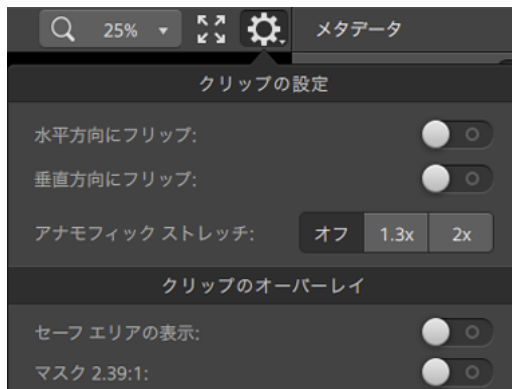 25% メタデータ
クリップの設定
水平方向にフリップ:
垂直方向にフリップ:
アナモフィック ストレッチ: オフ 1.3x 2x
クリップのオーバーレイ
セーフ エリアの表示:
マスク 2.39:1: